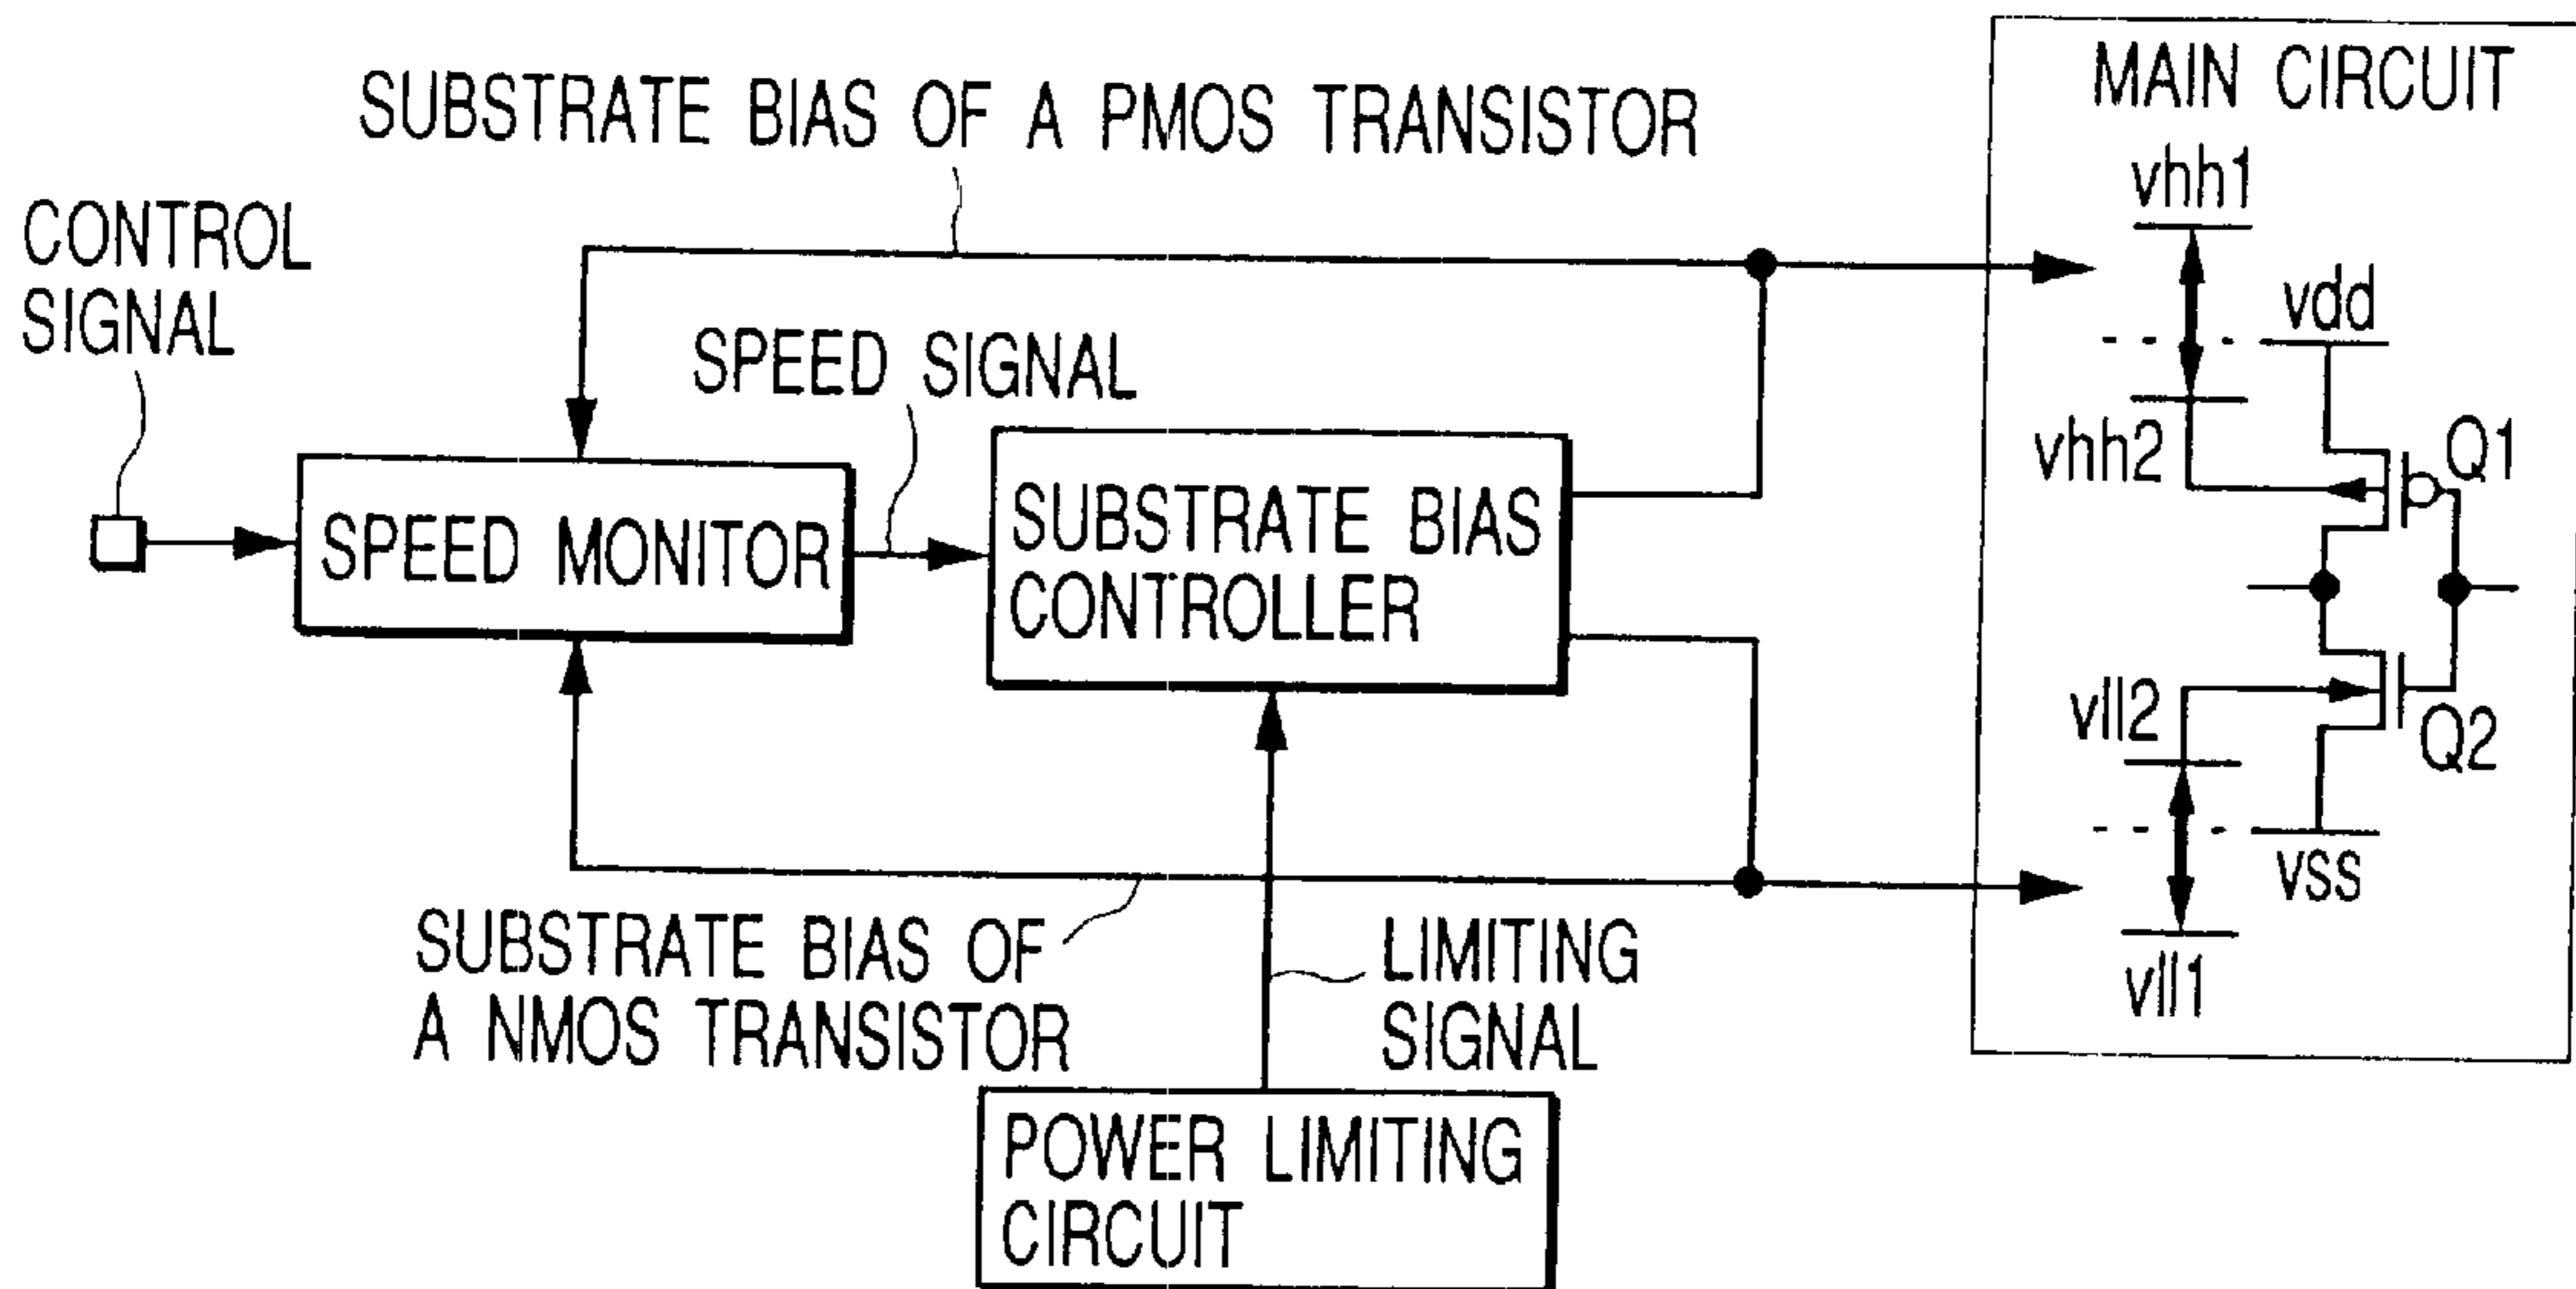 SUBSTRATE BIAS OF A PMOS TRANSISTOR
CONTROL
SIGNAL
SPEED SIGNAL
SPEED MONITOR
SUBSTRATE BIAS
CONTROLLER
SUBSTRATE BIAS OF
A NMOS TRANSISTOR
LIMITING
SIGNAL
POWER LIMITING
CIRCUIT
MAIN CIRCUIT
vhh1
vdd
vhh2
Q1
vll2
Q2
vss
vll1